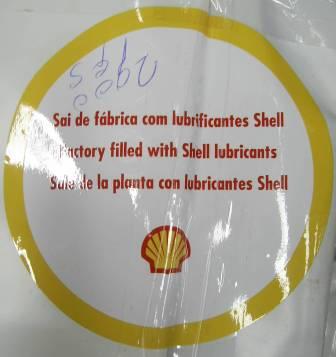 Sai de fábrica com lubrificantes Shell
Factory filled with Shell lubricants
Sale de la planta con lubricantes Shell